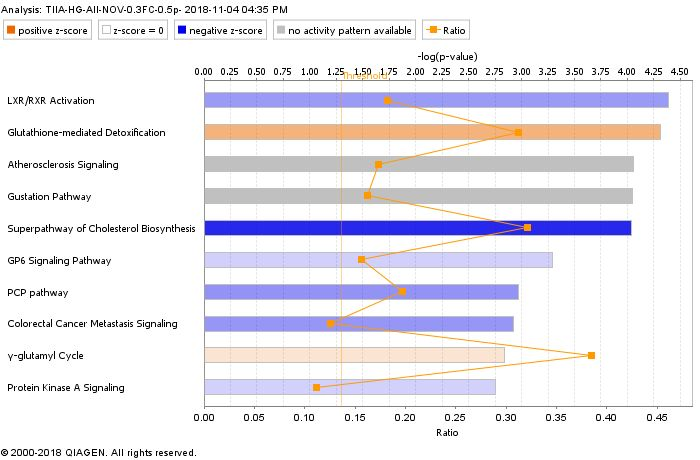 Analysis: TIIA-HG-All-NOV-0.3FC-0.5p- 2018-11-04 04:35 PM
positive z-score z-score = 0 negative z-score no activity pattern available Ratio
-log(p-value)
0.00 0.25 0.50 0.75 1.00 1.25 1.50 1.75 2.00 2.25 2.50 2.75 3.00 3.25 3.50 3.75 4.00 4.25 4.50
Threshold
LXR/RXR Activation
Glutathione-mediated Detoxification
Atherosclerosis Signaling
Gustation Pathway
Superpathway of Cholesterol Biosynthesis
GP6 Signaling Pathway
PCP pathway
Colorectal Cancer Metastasis Signaling
γ-glutamyl Cycle
Protein Kinase A Signaling
0.00 0.05 0.10 0.15 0.20 0.25 0.30 0.35 0.40 0.45
Ratio
© 2000-2018 QIAGEN. All rights reserved.